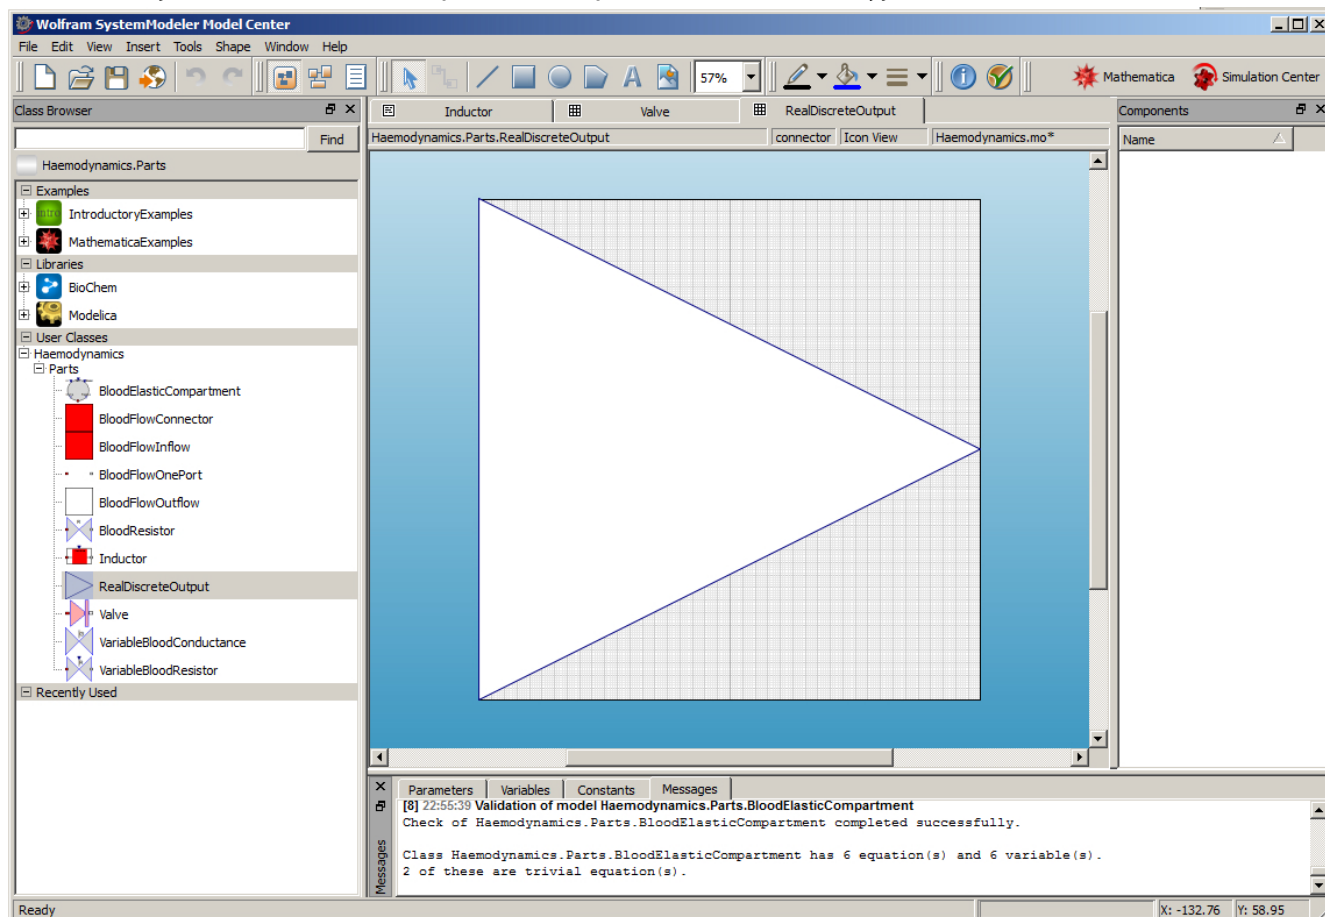 Wolfram SystemModeler Model Center
File Edit View Insert Tools Shape Window Help
A 57% Mathematica Simulation Center
Class Browser
Find
Haemodynamics.Parts
Examples
IntroductoryExamples
MathematicaExamples
Libraries
BioChem
Modelica
User Classes
Haemodynamics
Parts
BloodElasticCompartment
BloodFlowConnector
BloodFlowInflow
BloodFlowOnePort
BloodFlowOutflow
BloodResistor
Inductor
RealDiscreteOutput
Valve
VariableBloodConductance
VariableBloodResistor
Recently Used
Inductor Valve RealDiscreteOutput
Haemodynamics.Parts.RealDiscreteOutput connector Icon View Haemodynamics.mo*
Components
Name
Parameters Variables Constants Messages
Messages
[8] 22:55:39 Validation of model Haemodynamics.Parts.BloodElasticCompartment
Check of Haemodynamics.Parts.BloodElasticCompartment completed successfully.
Class Haemodynamics.Parts.BloodElasticCompartment has 6 equation(s) and 6 variable(s).
2 of these are trivial equation(s).
Ready X: -132.76 Y: 58.95